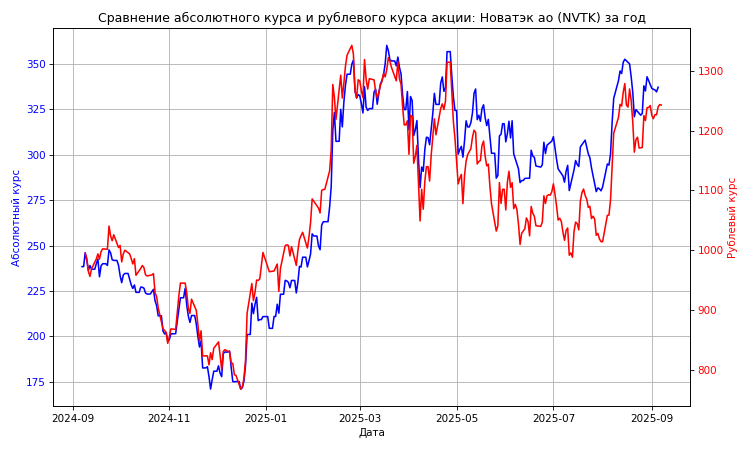 Сравнение абсолютного курса и рублевого курса акции: Новатэк ао (NVTK) за год
350
325
300
275
250
225
200
175
Абсолютный курс
1300
1200
1100
1000
900
800
Рублевый курс
2024-09 2024-11 2025-01 2025-03 2025-05 2025-07 2025-09
Дата